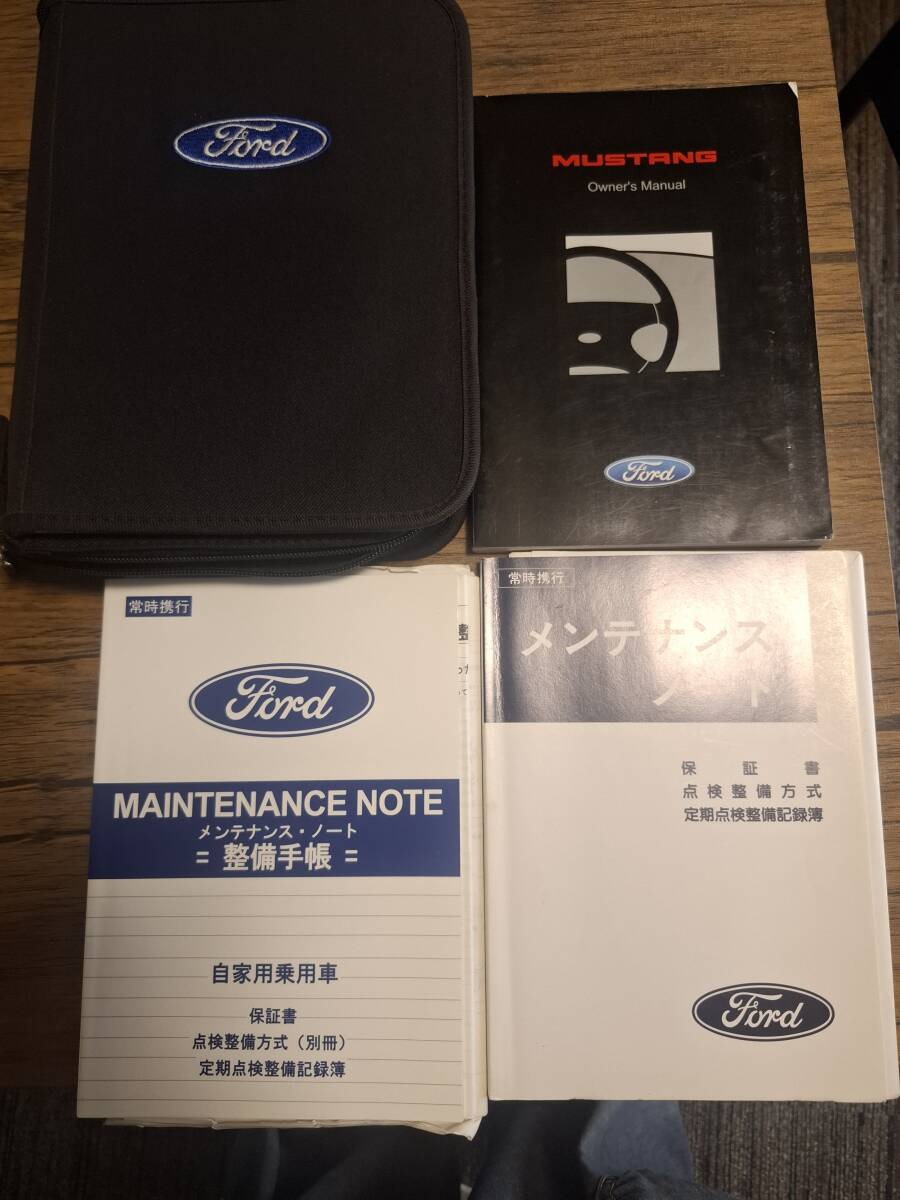 Ford
MUSTANG
Owner's Manual
Ford
常時携行
Ford
MAINTENANCE NOTE
メンテナンス・ノート
= 整備手帳 =
自家用乗用車
保証書
点検整備方式（別冊）
定期点検整備記録簿
常時携行
メンテナンス
ノート
保証書
点検整備方式
定期点検整備記録簿
Ford